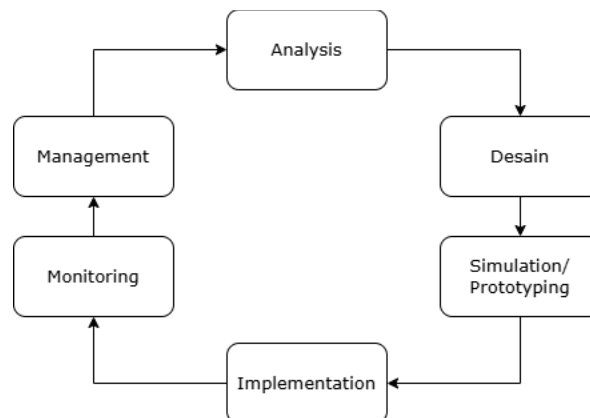 Analysis
Management
Desain
Monitoring
Simulation/
Prototyping
Implementation